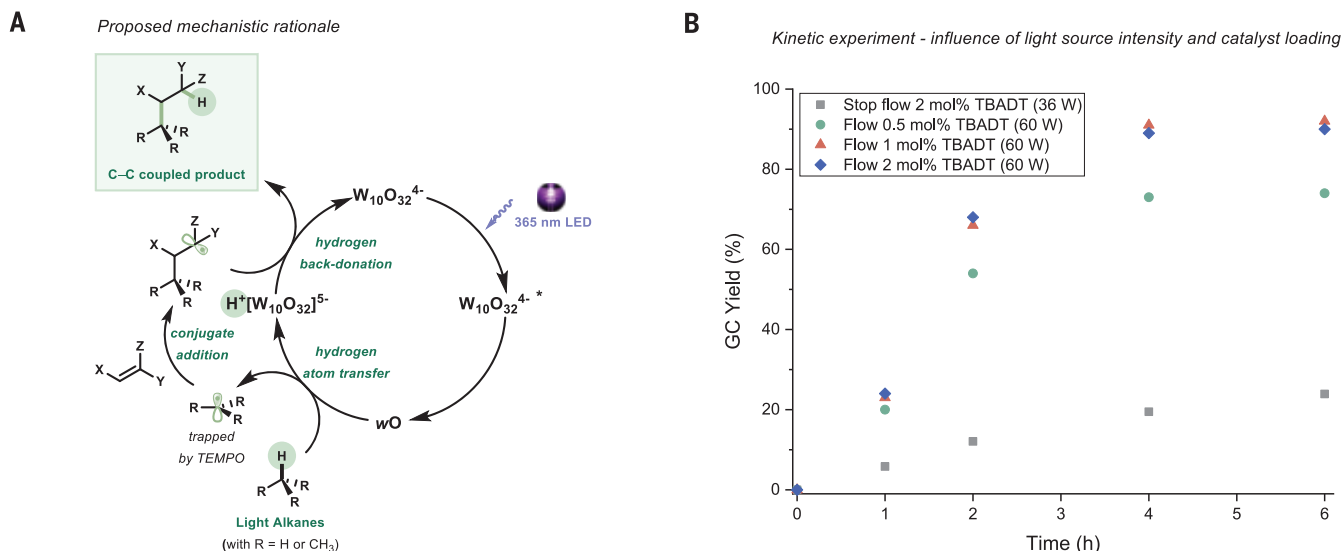 A
Proposed mechanistic rationale
Y
X
Z
H
R
R
R
C–C coupled product
W₁₀O₃₂⁴⁻
365 nm LED
Z
Y
X
R
R
R
hydrogen
back-donation
H⁺[W₁₀O₃₂]⁵⁻
W₁₀O₃₂⁴⁻ *
conjugate
addition
hydrogen
atom transfer
Z
X
Y
R
R
R
wO
trapped
by TEMPO
H
R
R
R
Light Alkanes
(with R = H or CH₃)
B
Kinetic experiment - influence of light source intensity and catalyst loading
Stop flow 2 mol% TBADT (36 W)
Flow 0.5 mol% TBADT (60 W)
Flow 1 mol% TBADT (60 W)
Flow 2 mol% TBADT (60 W)
GC Yield (%)
100
80
60
40
20
0
0 1 2 3 4 5 6
Time (h)